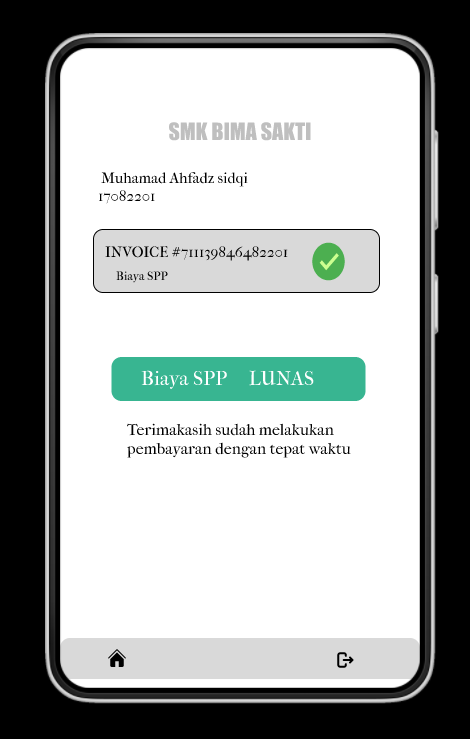 SMK BIMA SAKTI
Muhamad Ahfadz sidqi
17082201
INVOICE #711139846482201
Biaya SPP
Biaya SPP LUNAS
Terimakasih sudah melakukan
pembayaran dengan tepat waktu